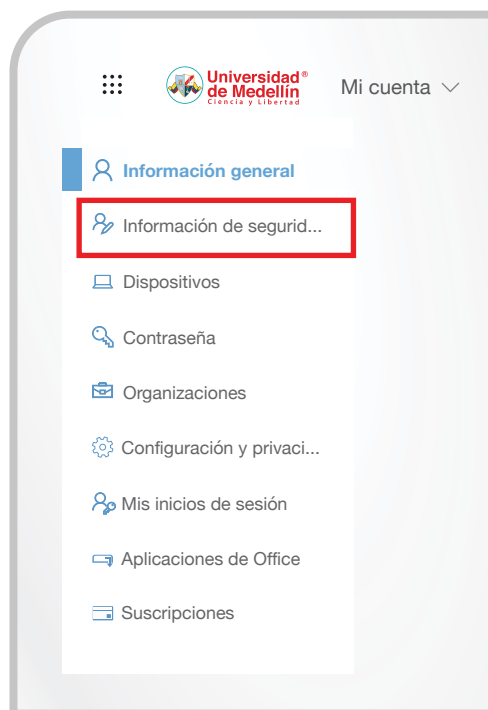 Universidad®
de Medellín
Ciencia y Libertad
Mi cuenta
Información general
Información de segurid...
Dispositivos
Contraseña
Organizaciones
Configuración y privaci...
Mis inicios de sesión
Aplicaciones de Office
Suscripciones